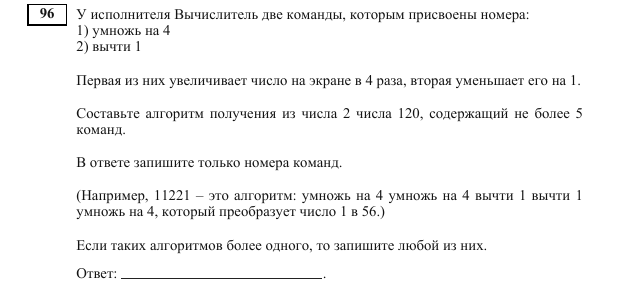 96
У исполнителя Вычислитель две команды, которым присвоены номера:
1) умножь на 4
2) вычти 1
Первая из них увеличивает число на экране в 4 раза, вторая уменьшает его на 1.
Составьте алгоритм получения из числа 2 числа 120, содержащий не более 5
команд.
В ответе запишите только номера команд.
(Например, 11221 – это алгоритм: умножь на 4 умножь на 4 вычти 1 вычти 1
умножь на 4, который преобразует число 1 в 56.)
Если таких алгоритмов более одного, то запишите любой из них.
Ответ: ______________________.